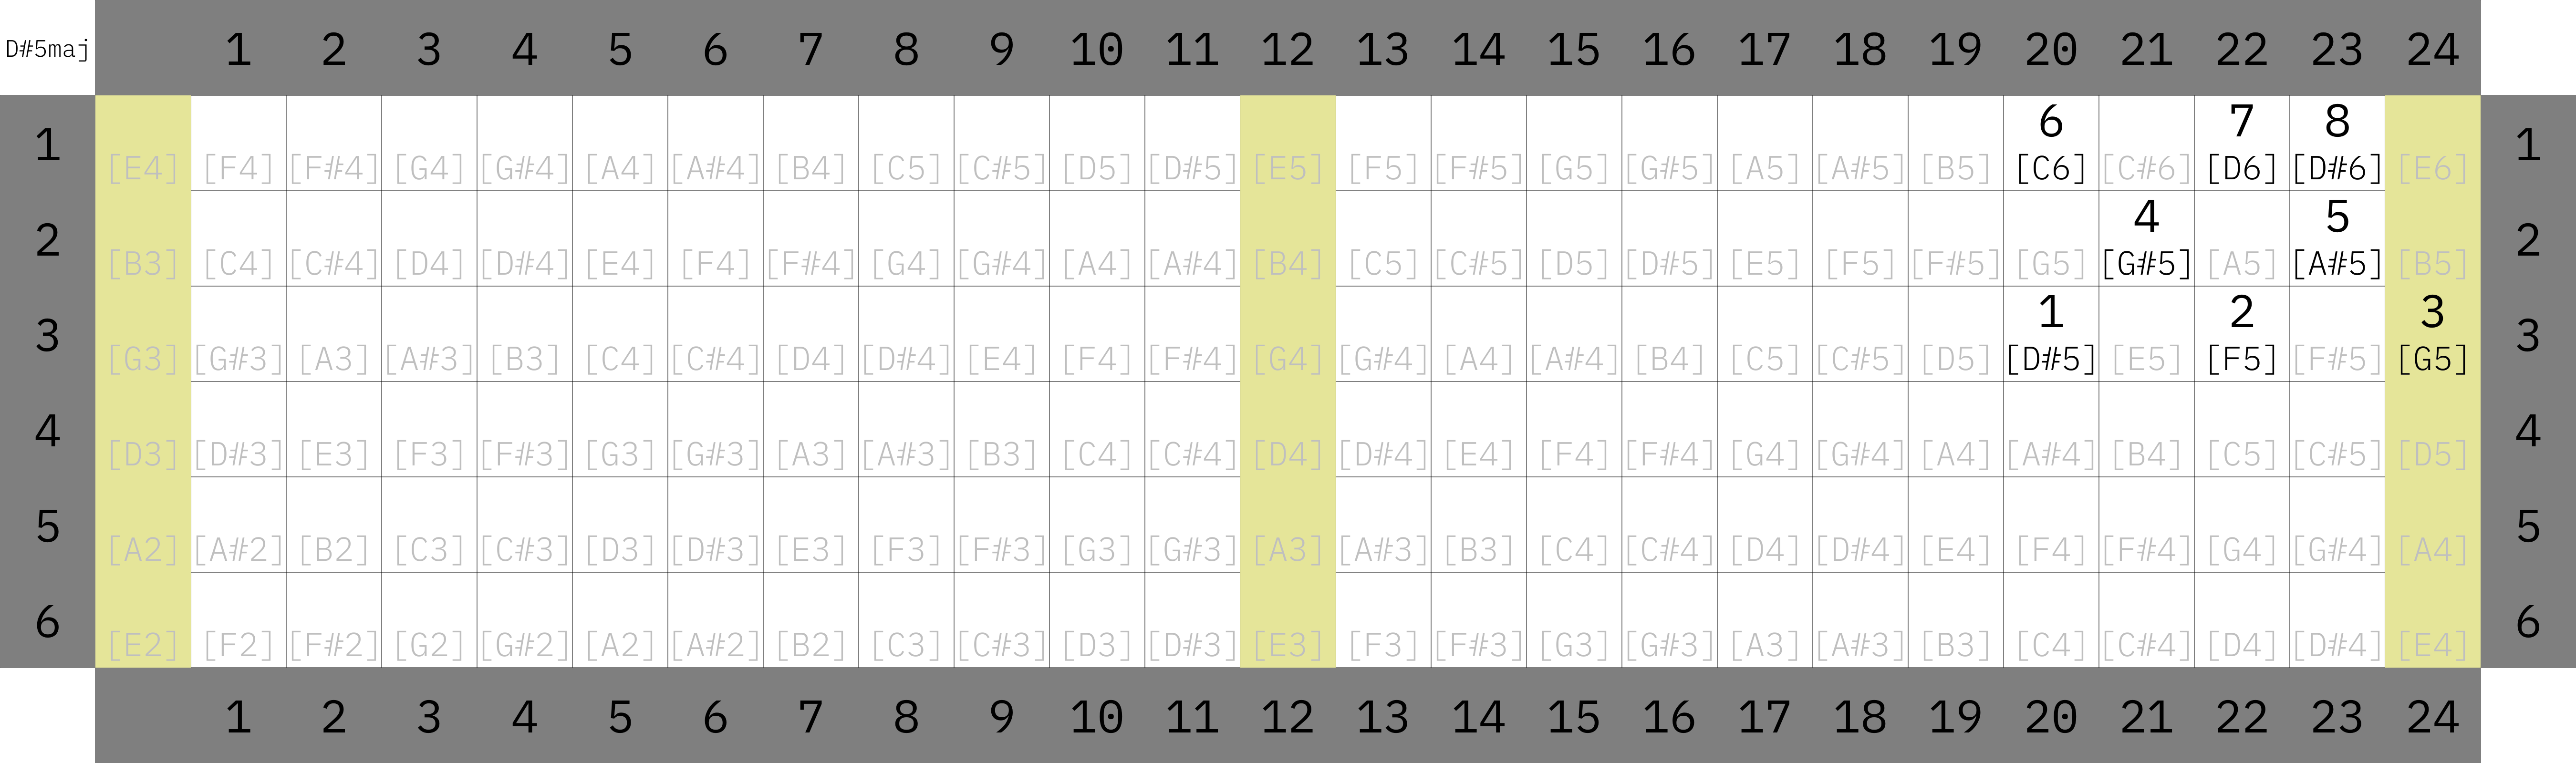 D#5maj 1 2 3 4 5 6 7 8 9 10 11 12 13 14 15 16 17 18 19 20 21 22 23 24
6 7 8
1 [E4] [F4] [F#4] [G4] [G#4] [A4] [A#4] [B4] [C5] [C#5] [D5] [D#5] [E5] [F5] [F#5] [G5] [G#5] [A5] [A#5] [B5] [C6] [C#6] [D6] [D#6] [E6] 1
4 5
2 [B3] [C4] [C#4] [D4] [D#4] [E4] [F4] [F#4] [G4] [G#4] [A4] [A#4] [B4] [C5] [C#5] [D5] [D#5] [E5] [F5] [F#5] [G5] [G#5] [A5] [A#5] [B5] 2
1 2 3
3 [G3] [G#3] [A3] [A#3] [B3] [C4] [C#4] [D4] [D#4] [E4] [F4] [F#4] [G4] [G#4] [A4] [A#4] [B4] [C5] [C#5] [D5] [D#5] [E5] [F5] [F#5] [G5] 3
4 [D3] [D#3] [E3] [F3] [F#3] [G3] [G#3] [A3] [A#3] [B3] [C4] [C#4] [D4] [D#4] [E4] [F4] [F#4] [G4] [G#4] [A4] [A#4] [B4] [C5] [C#5] [D5] 4
5 [A2] [A#2] [B2] [C3] [C#3] [D3] [D#3] [E3] [F3] [F#3] [G3] [G#3] [A3] [A#3] [B3] [C4] [C#4] [D4] [D#4] [E4] [F4] [F#4] [G4] [G#4] [A4] 5
6 [E2] [F2] [F#2] [G2] [G#2] [A2] [A#2] [B2] [C3] [C#3] [D3] [D#3] [E3] [F3] [F#3] [G3] [G#3] [A3] [A#3] [B3] [C4] [C#4] [D4] [D#4] [E4] 6
1 2 3 4 5 6 7 8 9 10 11 12 13 14 15 16 17 18 19 20 21 22 23 24